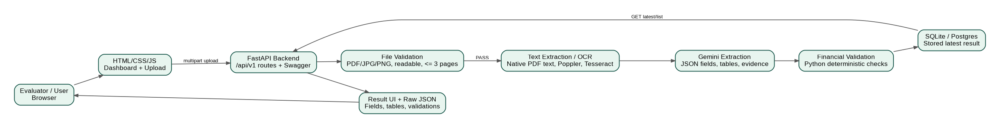 GET latest/list
SQLite / Postgres
Stored latest result
HTML/CSS/JS
Dashboard + Upload
multipart upload
FastAPI Backend
/api/v1 routes + Swagger
File Validation
PDF/JPG/PNG, readable, <= 3 pages
PASS
Text Extraction / OCR
Native PDF text, Poppler, Tesseract
Gemini Extraction
JSON fields, tables, evidence
Financial Validation
Python deterministic checks
Evaluator / User
Browser
Result UI + Raw JSON
Fields, tables, validations